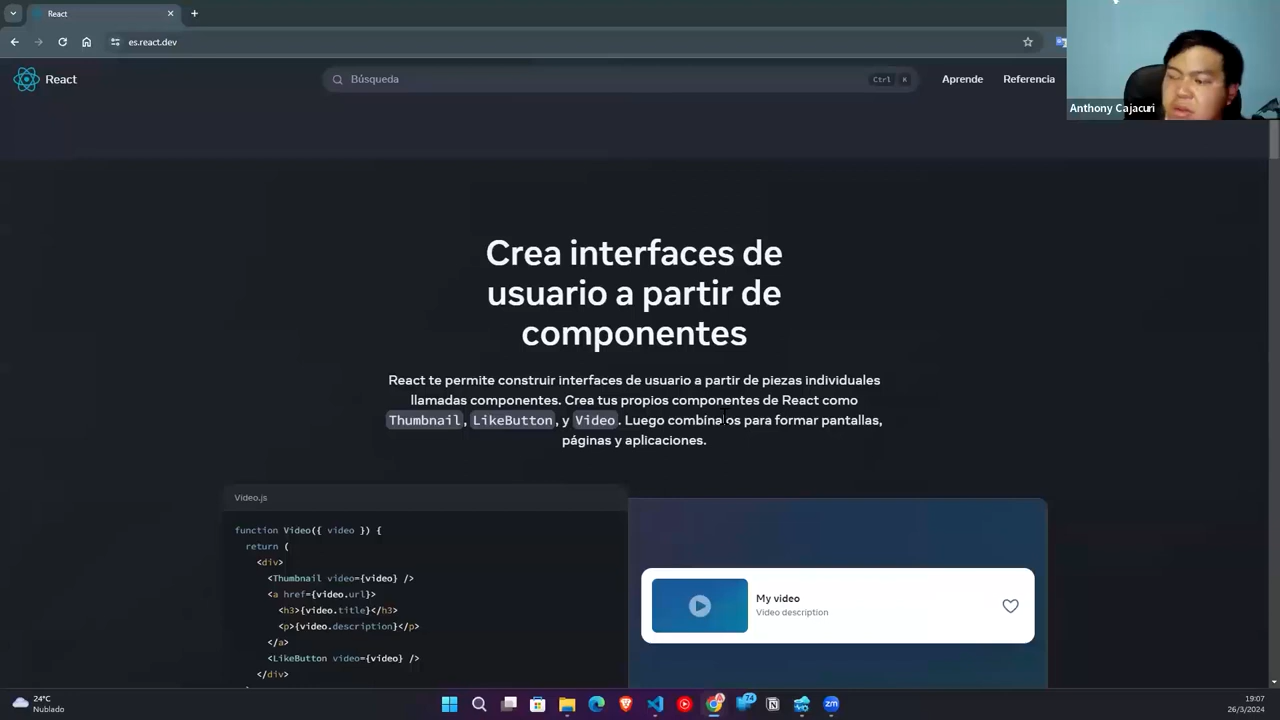 React
es.react.dev
React
Búsqueda
Ctrl K
Aprende
Referencia
Anthony Cajacuri
Crea interfaces de
usuario a partir de
componentes
React te permite construir interfaces de usuario a partir de piezas individuales
llamadas componentes. Crea tus propios componentes de React como
Thumbnail, LikeButton, y Video. Luego combínalos para formar pantallas,
páginas y aplicaciones.
Video.js
function Video({ video }) {
return (
<div>
<Thumbnail video={video} />
<a href={video.url}>
<h3>{video.title}</h3>
<p>{video.description}</p>
</a>
<LikeButton video={video} />
</div>
My video
Video description
24°C
Nublado
74
zm
19:07
26/3/2024